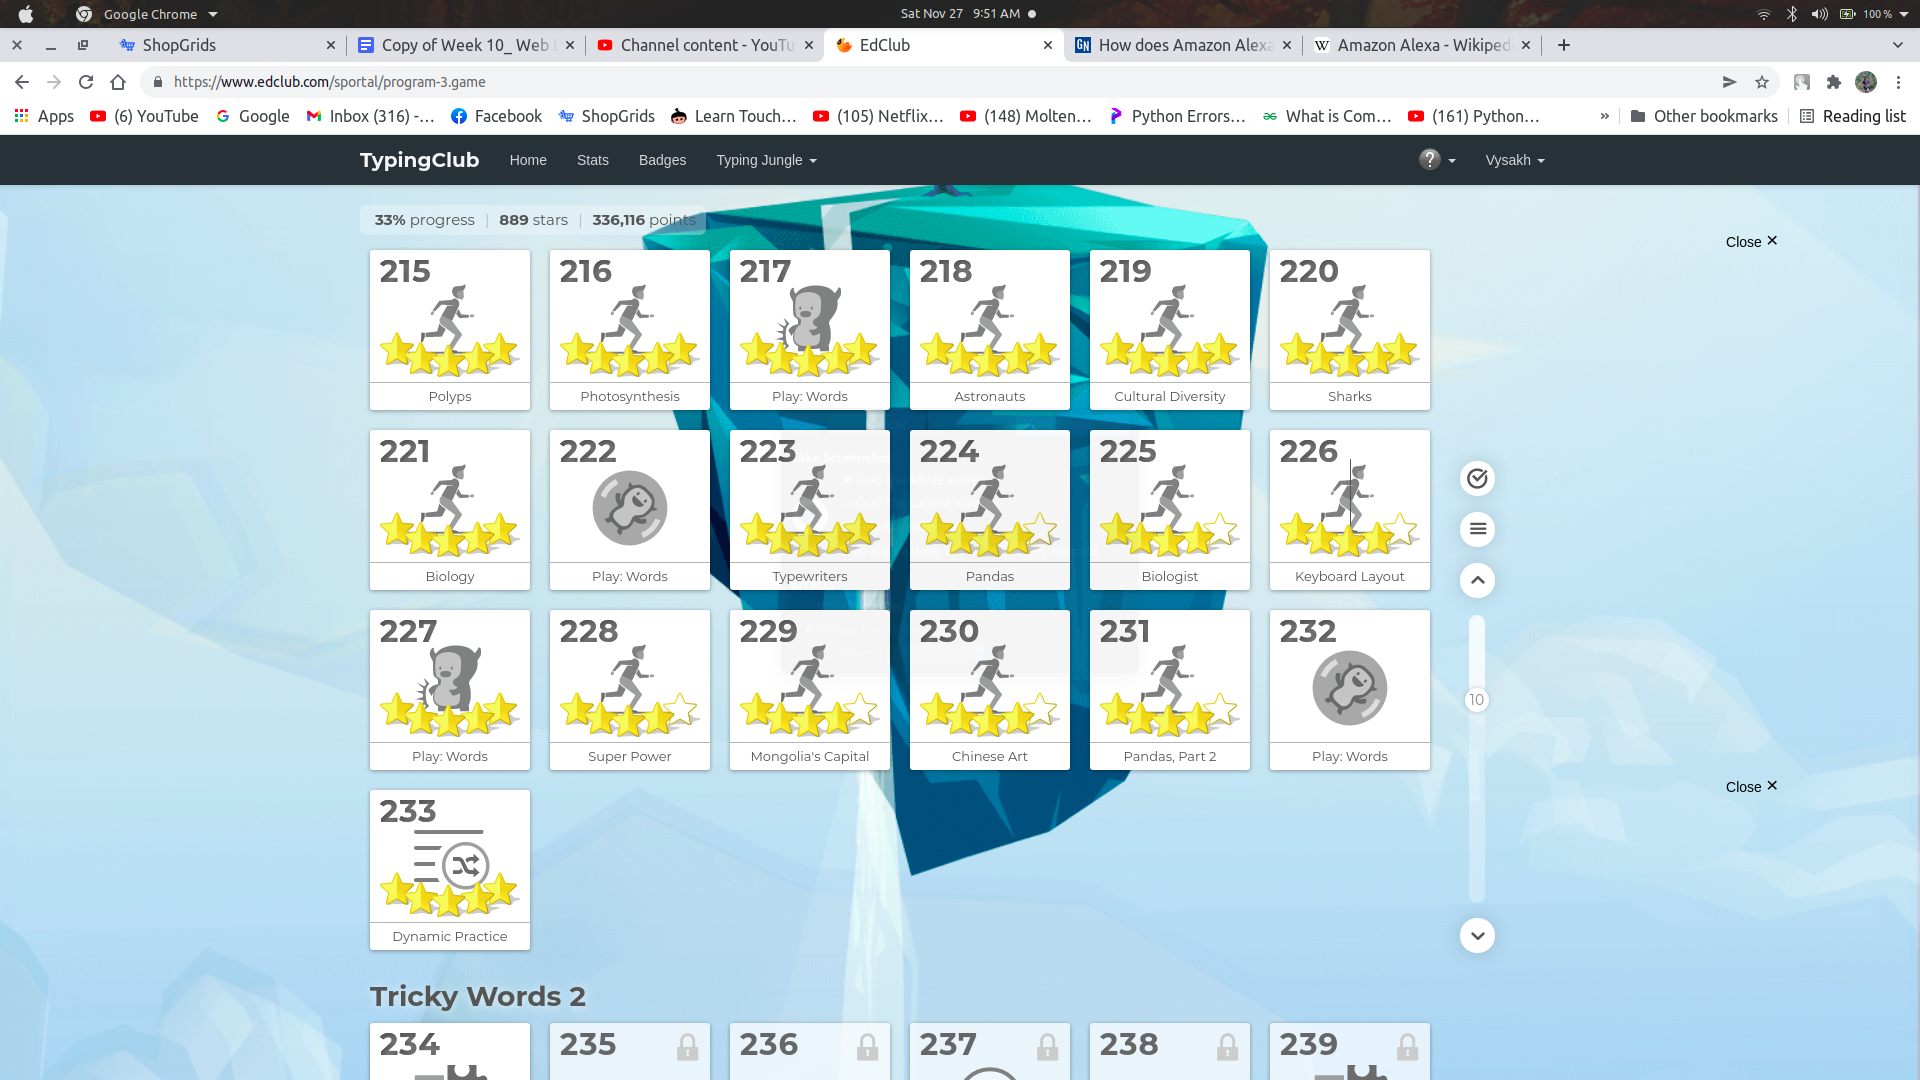 Google Chrome
Sat Nov 27 9:51 AM
100 %
ShopGrids
Copy of Week 10_ Web
Channel content - YouTu
EdClub
How does Amazon Alexa
Amazon Alexa - Wikiped
https://www.edclub.com/sportal/program-3.game
Apps
(6) YouTube
Google
Inbox (316) -...
Facebook
ShopGrids
Learn Touch...
(105) Netflix...
(148) Molten...
Python Errors...
What is Com...
(161) Python...
»
Other bookmarks
Reading list
TypingClub
Home
Stats
Badges
Typing Jungle
?
Vysakh
33% progress | 889 stars | 336,116 points
Close ✕
215 216 217 218 219 220
Polyps Photosynthesis Play: Words Astronauts Cultural Diversity Sharks
221 222 223 224 225 226
Biology Play: Words Typewriters Pandas Biologist Keyboard Layout
227 228 229 230 231 232
Play: Words Super Power Mongolia's Capital Chinese Art Pandas, Part 2 Play: Words
10
Close ✕
233
Dynamic Practice
Tricky Words 2
234 235 236 237 238 239